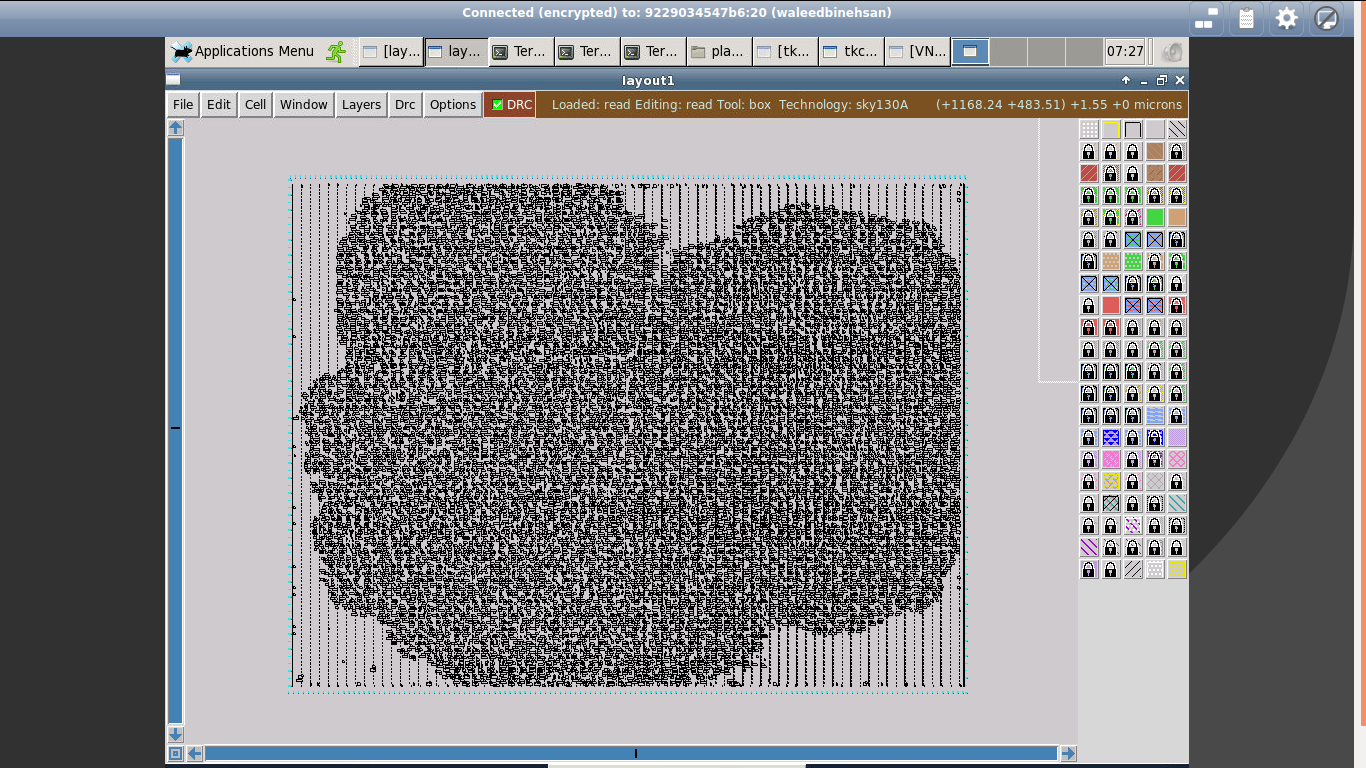 Connected (encrypted) to: 9229034547b6:20 (waleedbinehsan)
Applications Menu [lay... lay... Ter... Ter... Ter... pla... [tk... tkc... [VN... 07:27
layout1
File Edit Cell Window Layers Drc Options DRC Loaded: read Editing: read Tool: box Technology: sky130A (+1168.24 +483.51) +1.55 +0 microns